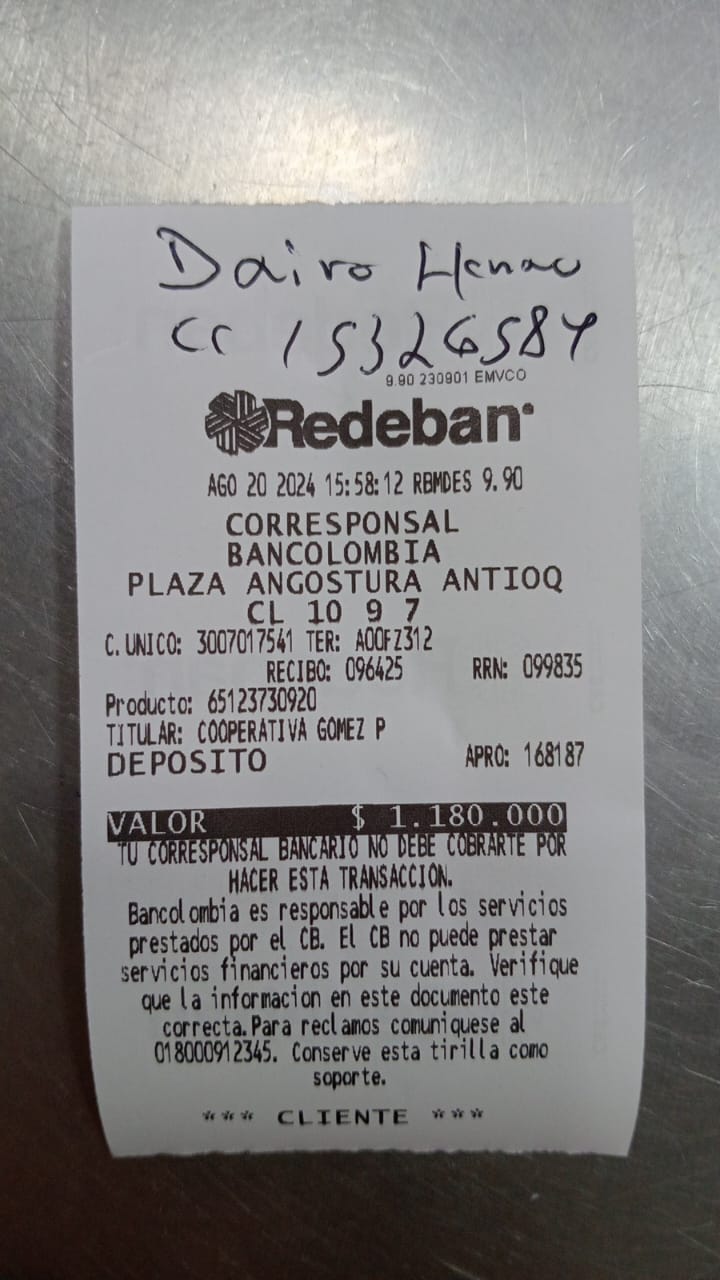 Dairo Henao
CC 15326584
9.90 230901 EMVCO
Redeban
AGO 20 2024 15:58:12 RBMDES 9.90
CORRESPONSAL
BANCOLOMBIA
PLAZA ANGOSTURA ANTIOQ
CL 10 9 7
C. UNICO: 3007017541 TER: A00FZ312
RECIBO: 096425 RRN: 099835
Producto: 65123730920
TITULAR: COOPERATIVA GOMEZ P
DEPOSITO APRO: 168187
VALOR $ 1.180.000
TU CORRESPONSAL BANCARIO NO DEBE COBRARTE POR
HACER ESTA TRANSACCION.
Bancolombia es responsable por los servicios
prestados por el CB. El CB no puede prestar
servicios financieros por su cuenta. Verifique
que la informacion en este documento este
correcta. Para reclamos comuniquese al
018000912345. Conserve esta tirilla como
soporte.
*** CLIENTE ***